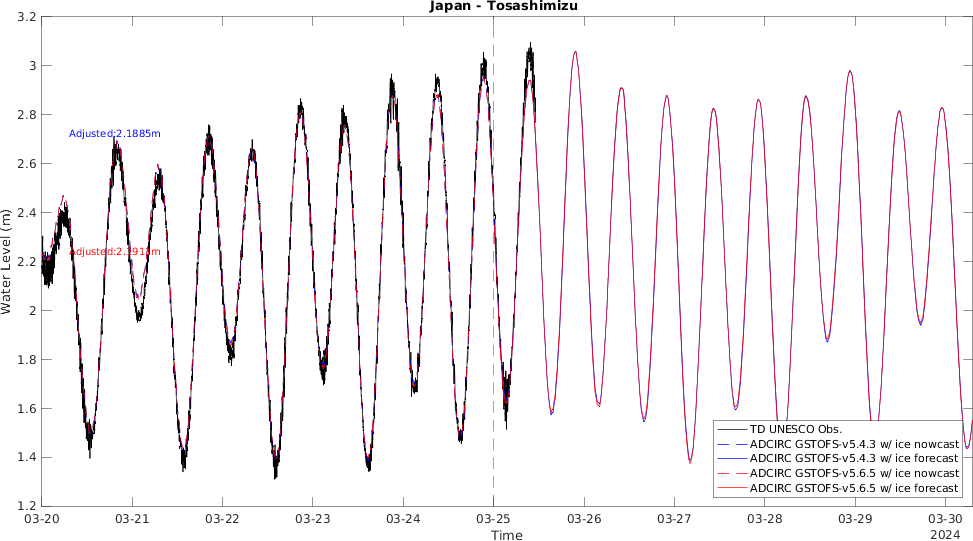 Japan - Tosashimizu
3.2
3
2.8
2.6
2.4
2.2
2
1.8
1.6
1.4
1.2
Water Level (m)
Adjusted:2.1885m
Adjusted:2.1918m
TD UNESCO Obs.
ADCIRC GSTOFS-v5.4.3 w/ ice nowcast
ADCIRC GSTOFS-v5.4.3 w/ ice forecast
ADCIRC GSTOFS-v5.6.5 w/ ice nowcast
ADCIRC GSTOFS-v5.6.5 w/ ice forecast
03-20 03-21 03-22 03-23 03-24 03-25 03-26 03-27 03-28 03-29 03-30
Time
2024